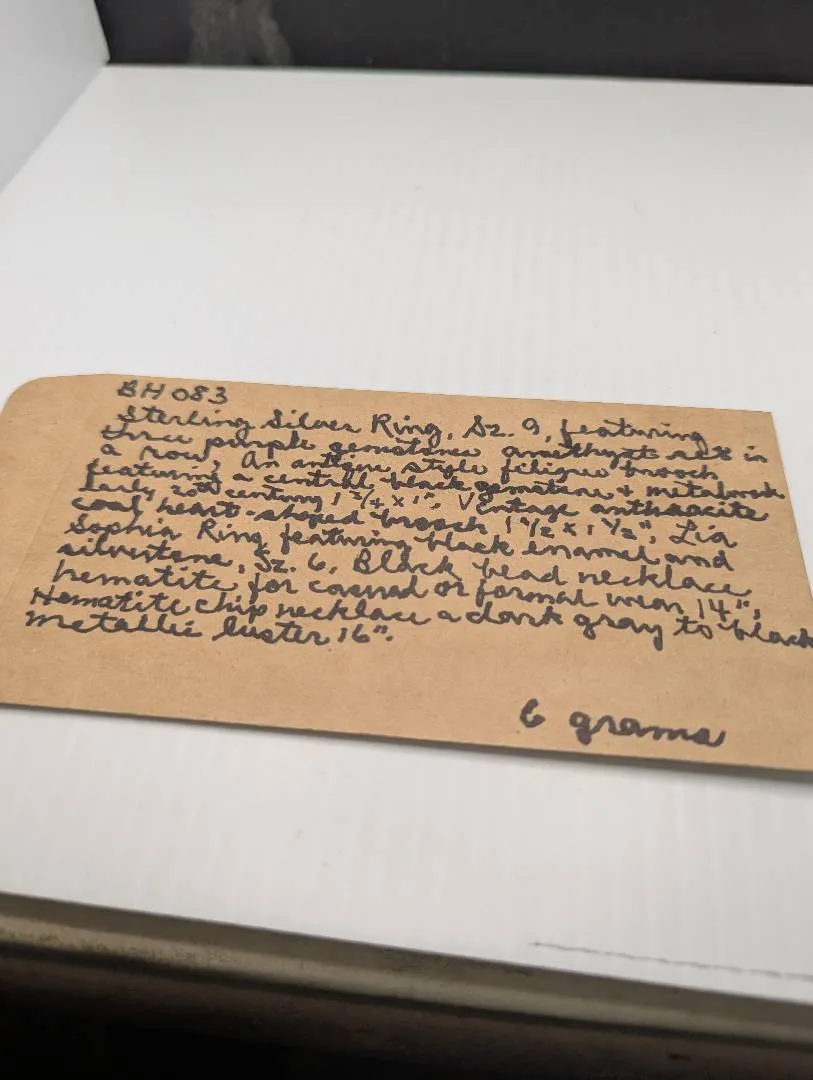 BH 083
Sterling Silver Ring, Sz. 9, featuring
three purple gemstones amethyst set in
a row, An antique style filigree brooch
featuring a central black gemstone & metalwork
Early 20th century 1 3/4 x 1", Vintage anthracite
coal heart-shaped brooch 1 1/2 x 1 1/2", Lia
Sophia Ring, featuring black enamel and
silvertone, Sz. 6, Black bead necklace,
hematite for casual or formal wear 14",
Hematite chip necklace a dark gray to black
metallic luster 16".
6 grams